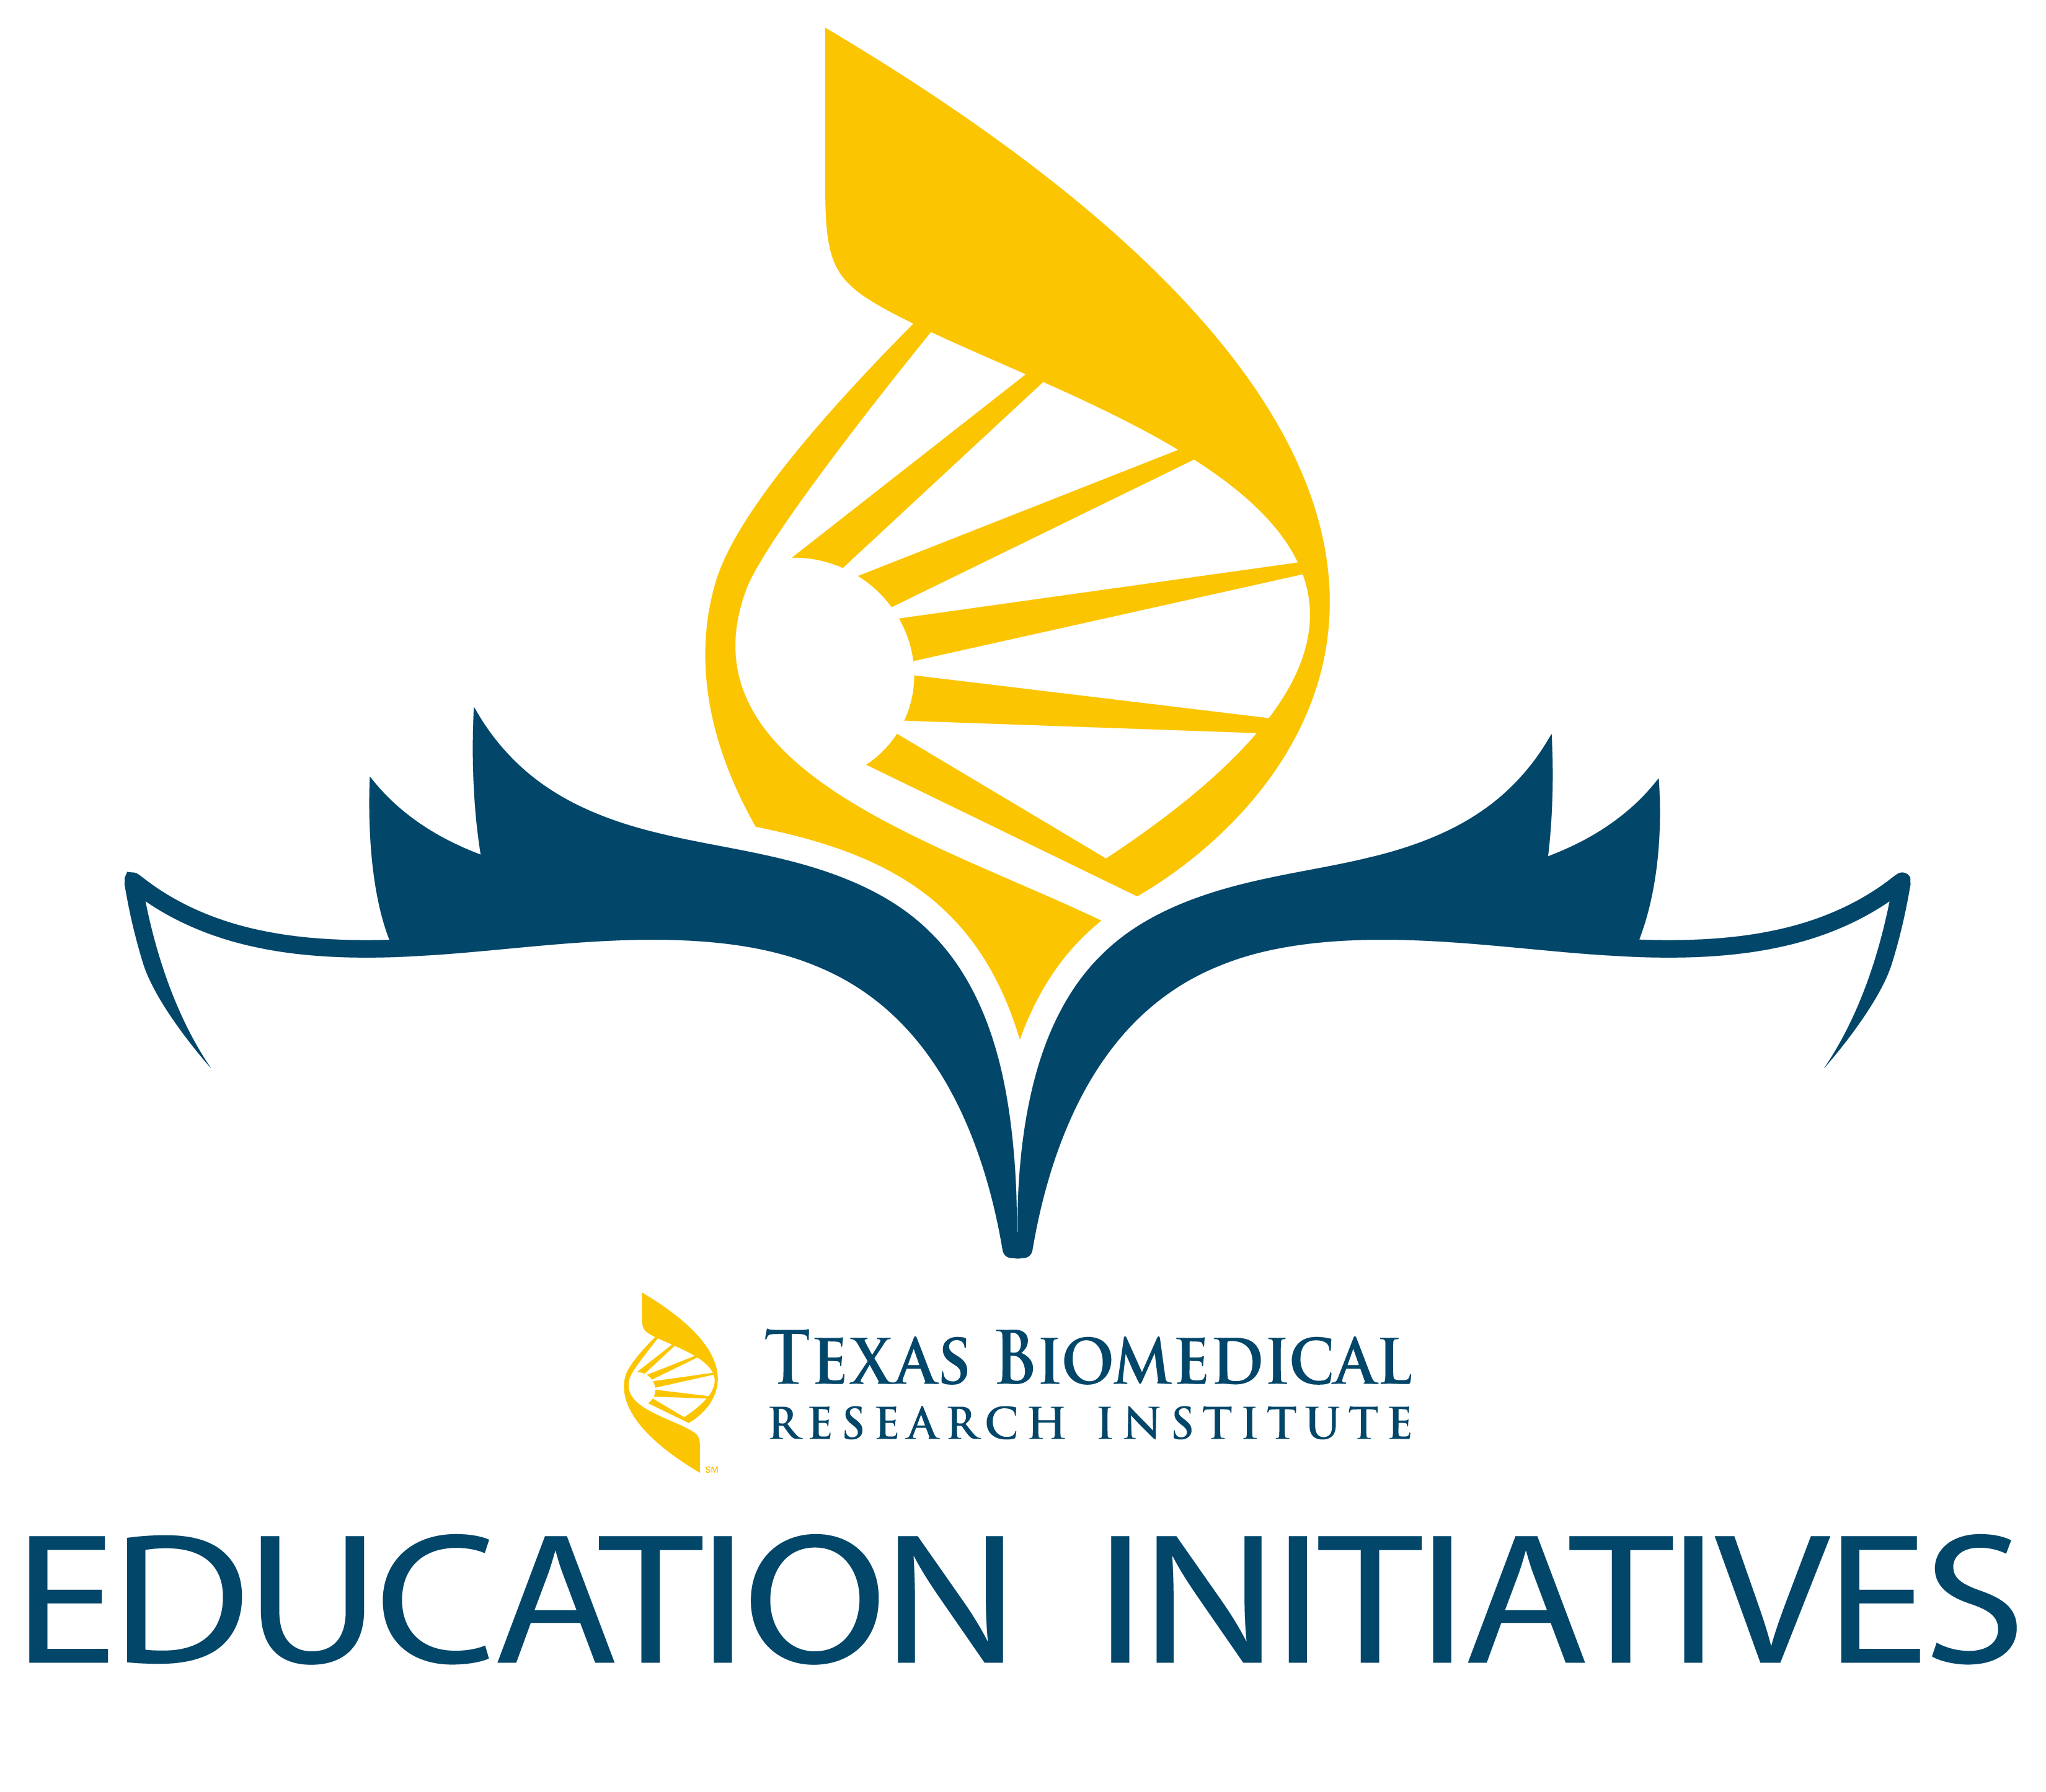 TEXAS BIOMEDICAL
RESEARCH INSTITUTE
SM
EDUCATION INITIATIVES